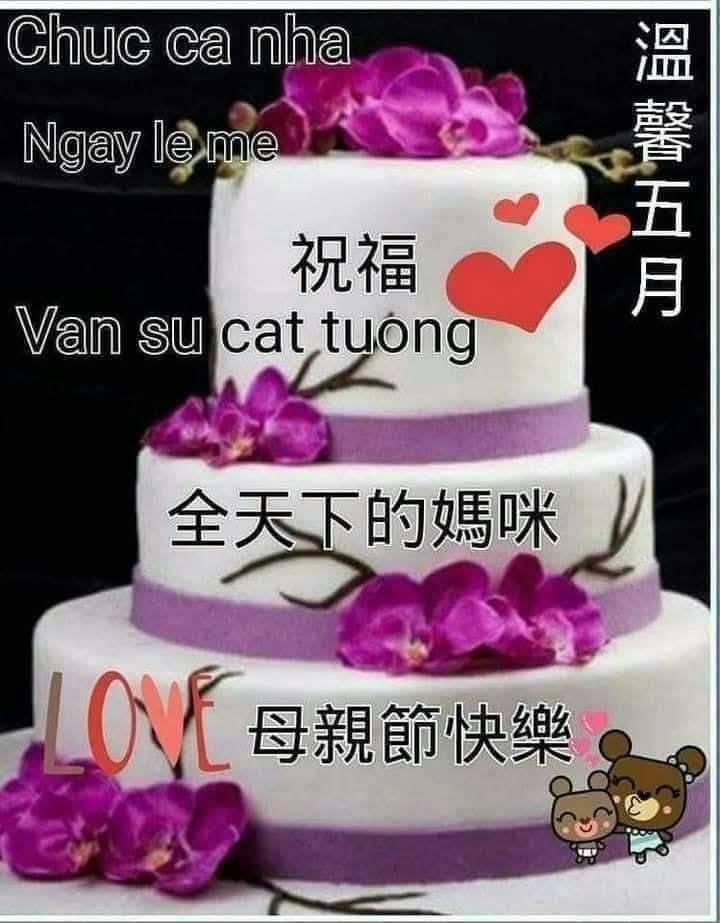 Chuc ca nha
溫馨五月
Ngay le me
祝福
Van su cat tuong
全天下的媽咪
LOVE
母親節快樂